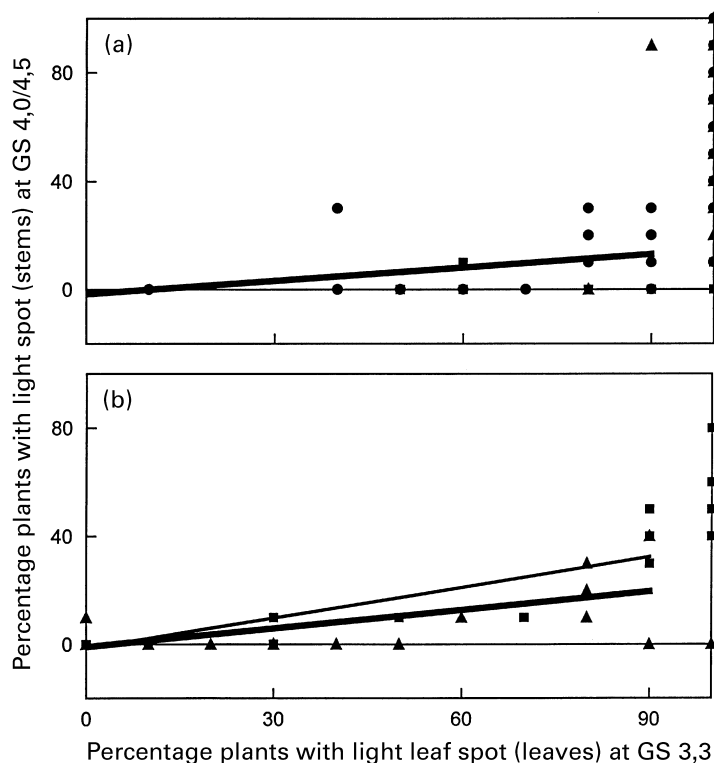 Percentage plants with light spot (stems) at GS 4,0/4,5
(a)
80
40
0
(b)
80
40
0
0 30 60 90
Percentage plants with light leaf spot (leaves) at GS 3,3